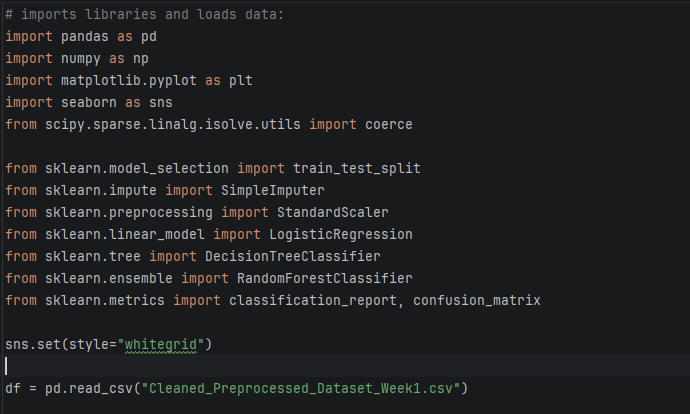 # imports libraries and loads data:
import pandas as pd
import numpy as np
import matplotlib.pyplot as plt
import seaborn as sns
from scipy.sparse.linalg.isolve.utils import coerce
from sklearn.model_selection import train_test_split
from sklearn.impute import SimpleImputer
from sklearn.preprocessing import StandardScaler
from sklearn.linear_model import LogisticRegression
from sklearn.tree import DecisionTreeClassifier
from sklearn.ensemble import RandomForestClassifier
from sklearn.metrics import classification_report, confusion_matrix
sns.set(style="whitegrid")
df = pd.read_csv("Cleaned_Preprocessed_Dataset_Week1.csv")